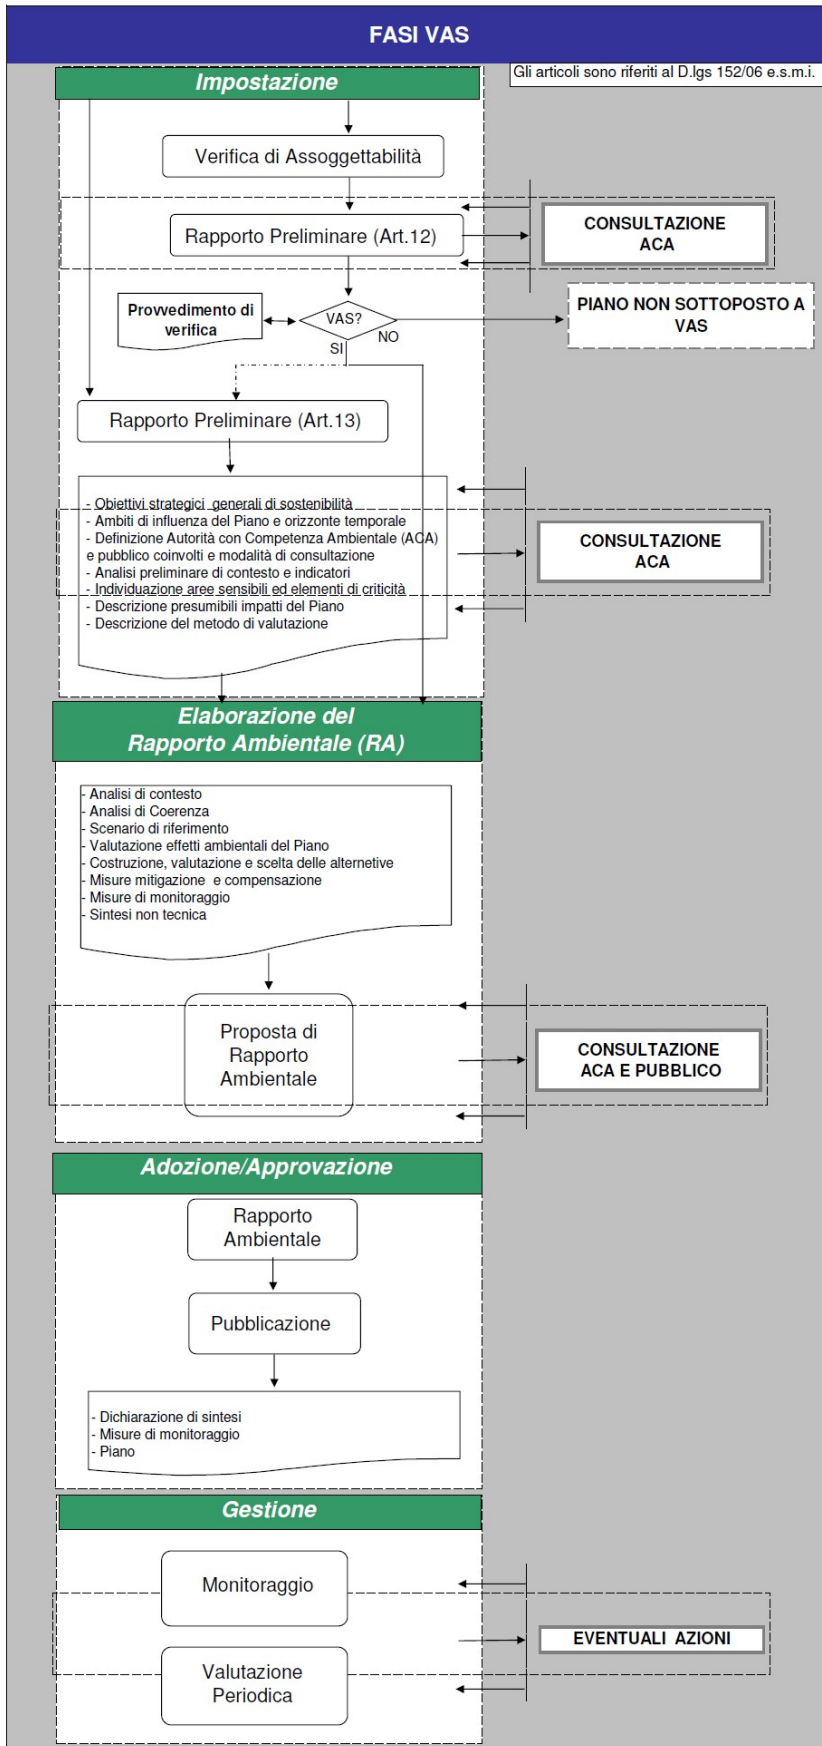 FASI VAS
Gli articoli sono riferiti al D.lgs 152/06 e.s.m.i.
Impostazione
Verifica di Assoggettabilità
Rapporto Preliminare (Art.12)
CONSULTAZIONE
ACA
Provvedimento di
verifica
VAS?
NO
SI
PIANO NON SOTTOPOSTO A
VAS
Rapporto Preliminare (Art.13)
- Obiettivi strategici generali di sostenibilità
- Ambiti di influenza del Piano e orizzonte temporale
- Definizione Autorità con Competenza Ambientale (ACA)
e pubblico coinvolti e modalità di consultazione
- Analisi preliminare di contesto e indicatori
- Individuazione aree sensibili ed elementi di criticità
- Descrizione presumibili impatti del Piano
- Descrizione del metodo di valutazione
CONSULTAZIONE
ACA
Elaborazione del
Rapporto Ambientale (RA)
- Analisi di contesto
- Analisi di Coerenza
- Scenario di riferimento
- Valutazione effetti ambientali del Piano
- Costruzione, valutazione e scelta delle alternetive
- Misure mitigazione e compensazione
- Misure di monitoraggio
- Sintesi non tecnica
Proposta di
Rapporto
Ambientale
CONSULTAZIONE
ACA E PUBBLICO
Adozione/Approvazione
Rapporto
Ambientale
Pubblicazione
- Dichiarazione di sintesi
- Misure di monitoraggio
- Piano
Gestione
Monitoraggio
EVENTUALI AZIONI
Valutazione
Periodica